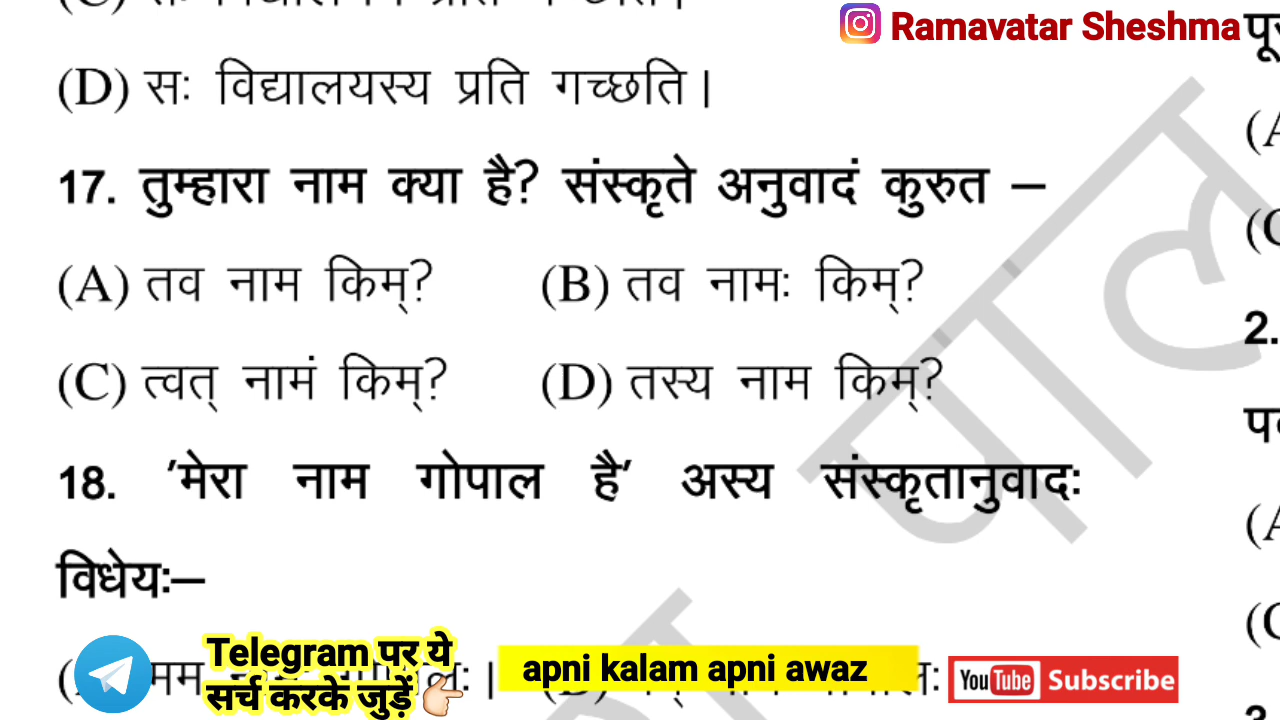 Ramavatar Sheshma
(D) सः विद्यालयस्य प्रति गच्छति।
17. तुम्हारा नाम क्या है? संस्कृते अनुवादं कुरुत –
(A) तव नाम किम्? (B) तव नामः किम्?
(C) त्वत् नामं किम्? (D) तस्य नाम किम्?
18. 'मेरा नाम गोपाल है' अस्य संस्कृतानुवादः
विधेयः–
मम
Telegram पर ये
सर्च करके जुड़ें
apni kalam apni awaz
YouTube Subscribe
2.